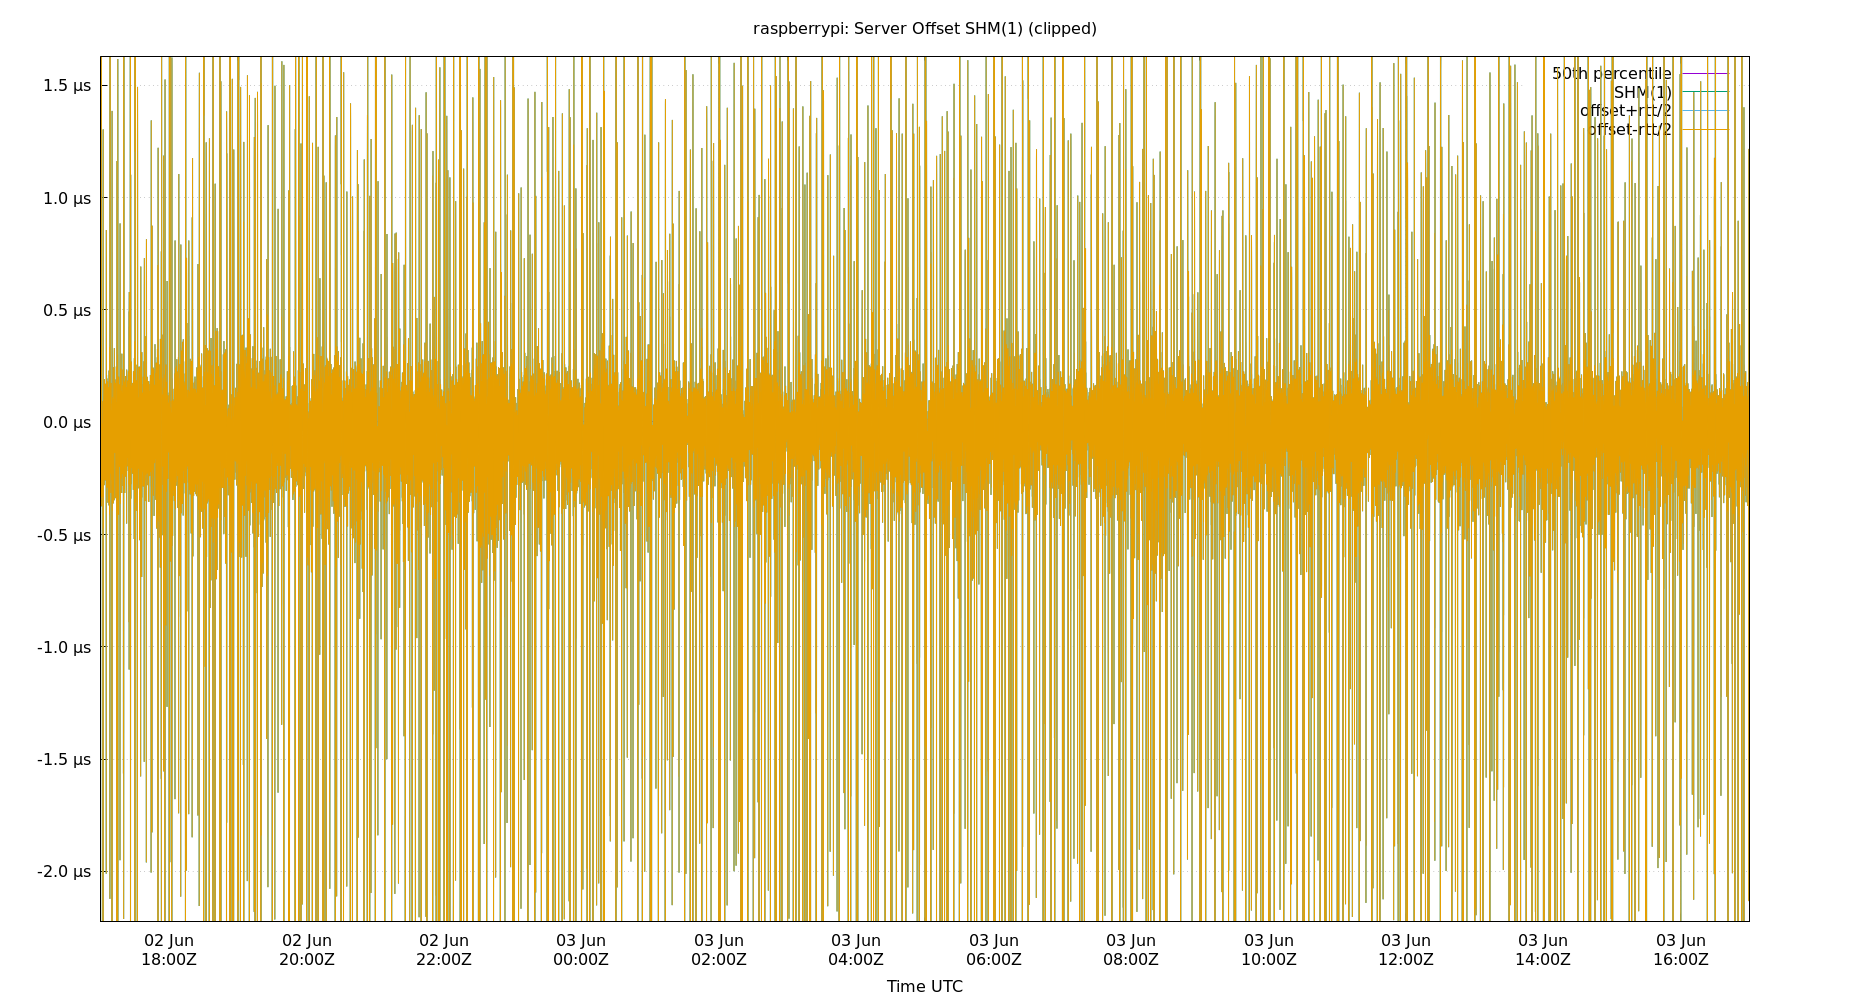 raspberrypi: Server Offset SHM(1) (clipped)
50th percentile
SHM(1)
offset+rtt/2
offset-rtt/2
1.5 µs
1.0 µs
0.5 µs
0.0 µs
-0.5 µs
-1.0 µs
-1.5 µs
-2.0 µs
02 Jun 02 Jun 02 Jun 03 Jun 03 Jun 03 Jun 03 Jun 03 Jun 03 Jun 03 Jun 03 Jun 03 Jun
18:00Z 20:00Z 22:00Z 00:00Z 02:00Z 04:00Z 06:00Z 08:00Z 10:00Z 12:00Z 14:00Z 16:00Z
Time UTC